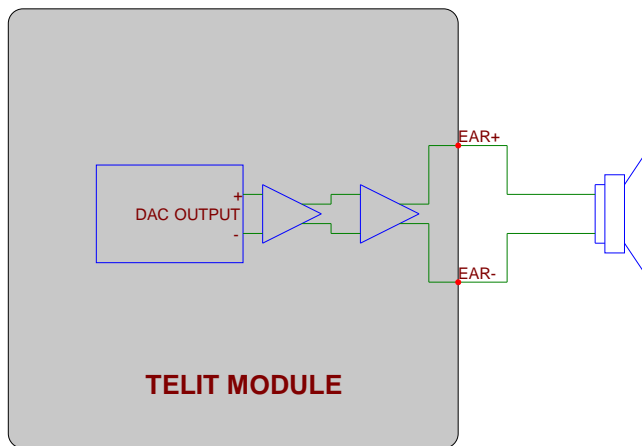 EAR+
+
DAC OUTPUT
-
EAR-
TELIT MODULE